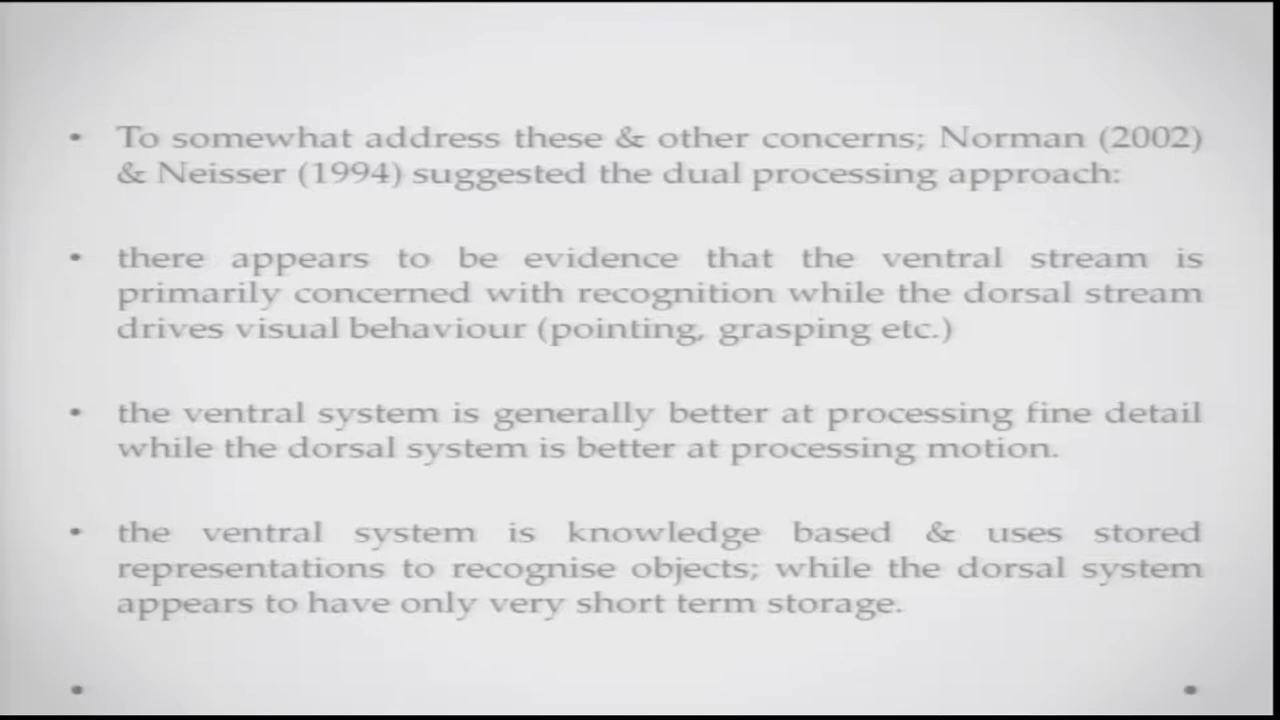 • To somewhat address these & other concerns; Norman (2002)
& Neisser (1994) suggested the dual processing approach:
• there appears to be evidence that the ventral stream is
primarily concerned with recognition while the dorsal stream
drives visual behaviour (pointing, grasping etc.)
• the ventral system is generally better at processing fine detail
while the dorsal system is better at processing motion.
• the ventral system is knowledge based & uses stored
representations to recognise objects; while the dorsal system
appears to have only very short term storage.